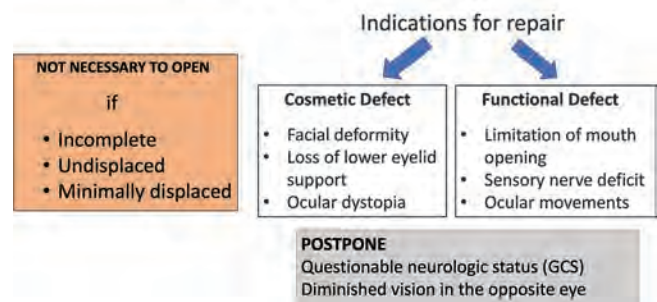 Indications for repair
NOT NECESSARY TO OPEN
if
• Incomplete
• Undisplaced
• Minimally displaced
Cosmetic Defect
• Facial deformity
• Loss of lower eyelid
support
• Ocular dystopia
Functional Defect
• Limitation of mouth
opening
• Sensory nerve deficit
• Ocular movements
POSTPONE
Questionable neurologic status (GCS)
Diminished vision in the opposite eye